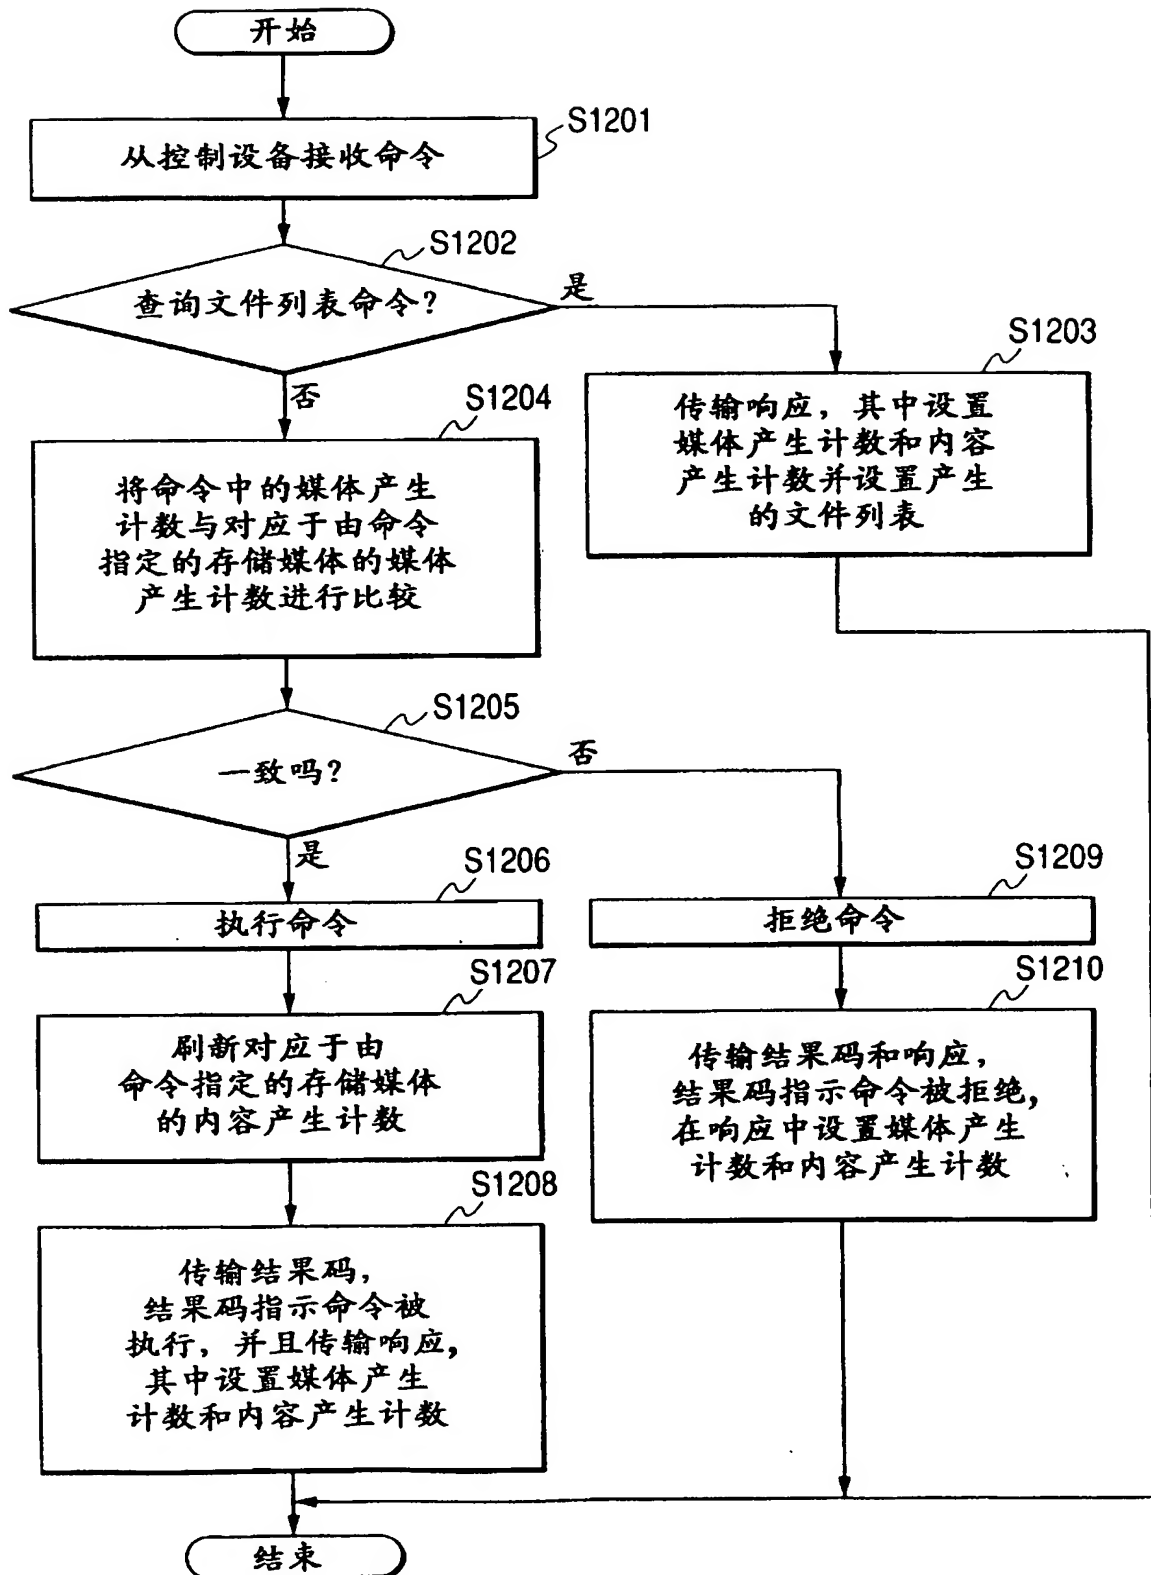 开始
S1201
从控制设备接收命令
S1202
查询文件列表命令？
是
否
S1203
传输响应，其中设置
媒体产生计数和内容
产生计数并设置产生
的文件列表
S1204
将命令中的媒体产生
计数与对应于由命令
指定的存储媒体的媒体
产生计数进行比较
S1205
一致吗？
否
是
S1206
执行命令
S1209
拒绝命令
S1207
刷新对应于由
命令指定的存储媒体
的内容产生计数
S1210
传输结果码和响应，
结果码指示命令被拒绝，
在响应中设置媒体产生
计数和内容产生计数
S1208
传输结果码，
结果码指示命令被
执行，并且传输响应，
其中设置媒体产生
计数和内容产生计数
结束